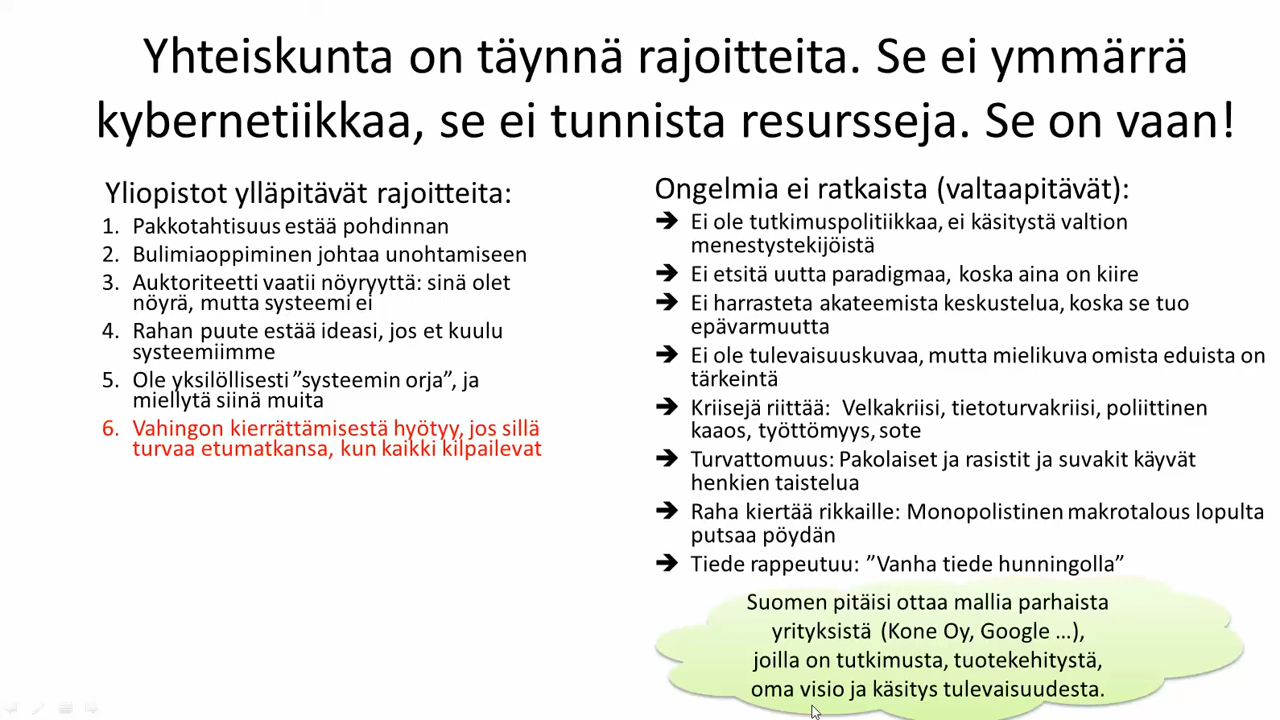 Yhteiskunta on täynnä rajoitteita. Se ei ymmärrä
kybernetiikkaa, se ei tunnista resursseja. Se on vaan!
Yliopistot ylläpitävät rajoitteita:
1. Pakkotahtisuus estää pohdinnan
2. Bulimiaoppiminen johtaa unohtamiseen
3. Auktoriteetti vaatii nöyryyttä: sinä olet
nöyrä, mutta systeemi ei
4. Rahan puute estää ideasi, jos et kuulu
systeemiimme
5. Ole yksilöllisesti ”systeemin orja”, ja
miellytä siinä muita
6. Vahingon kierrättämisestä hyötyy, jos sillä
turvaa etumatkansa, kun kaikki kilpailevat
Ongelmia ei ratkaista (valtaapitävät):
➔ Ei ole tutkimuspolitiikkaa, ei käsitystä valtion
menestystekijöistä
➔ Ei etsitä uutta paradigmaa, koska aina on kiire
➔ Ei harrasteta akateemista keskustelua, koska se tuo
epävarmuutta
➔ Ei ole tulevaisuuskuvaa, mutta mielikuva omista eduista on
tärkeintä
➔ Kriisejä riittää: Velkakriisi, tietoturvakriisi, poliittinen
kaaos, työttömyys, sote
➔ Turvattomuus: Pakolaiset ja rasistit ja suvakit käyvät
henkien taistelua
➔ Raha kiertää rikkaille: Monopolistinen makrotalous lopulta
putsaa pöydän
➔ Tiede rappeutuu: ”Vanha tiede hunningolla”
Suomen pitäisi ottaa mallia parhaista
yrityksistä (Kone Oy, Google …),
joilla on tutkimusta, tuotekehitystä,
oma visio ja käsitys tulevaisuudesta.